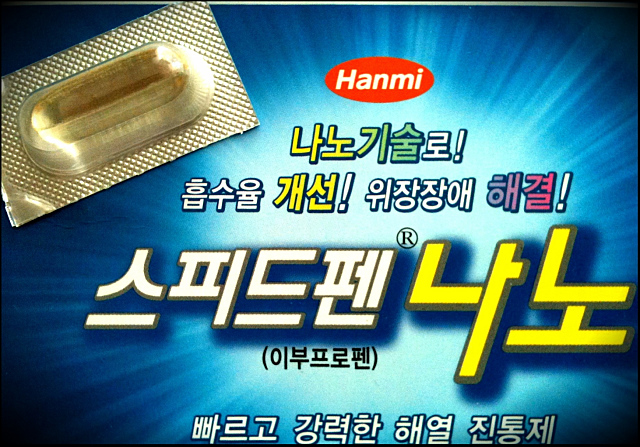 Hanmi
나노기술로!
흡수율 개선! 위장장애 해결!
스피드펜® 나노
(이부프로펜)
빠르고 강력한 해열 진통제